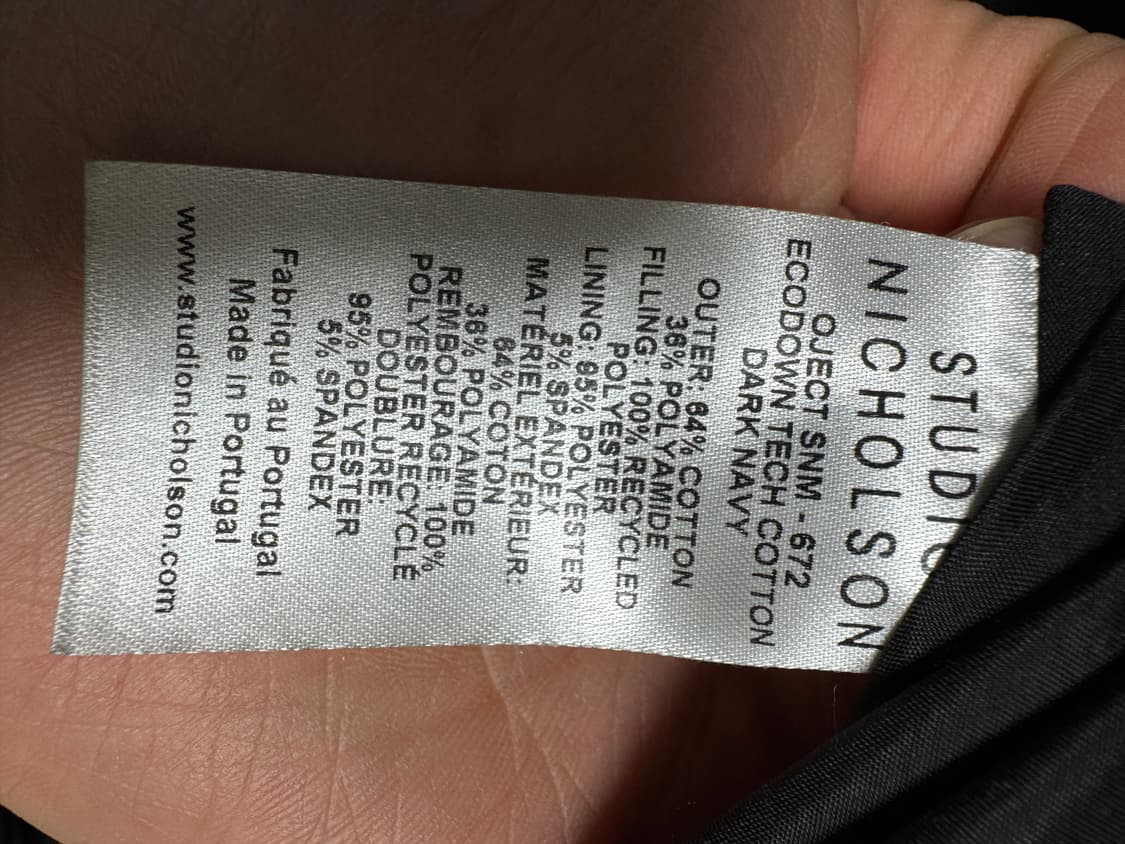 STUDIO
NICHOLSON
OJECT SNM - 672
ECODOWN TECH COTTON
DARK NAVY
OUTER: 64% COTTON
36% POLYAMIDE
FILLING: 100% RECYCLED
POLYESTER
LINING: 95% POLYESTER
5% SPANDEX
MATÉRIEL EXTÉRIEUR:
64% COTON
36% POLYAMIDE
REMBOURAGE: 100%
POLYESTER RECYCLÉ
DOUBLURE:
95% POLYESTER
5% SPANDEX
Fabriqué au Portugal
Made in Portugal
www.studionicholson.com